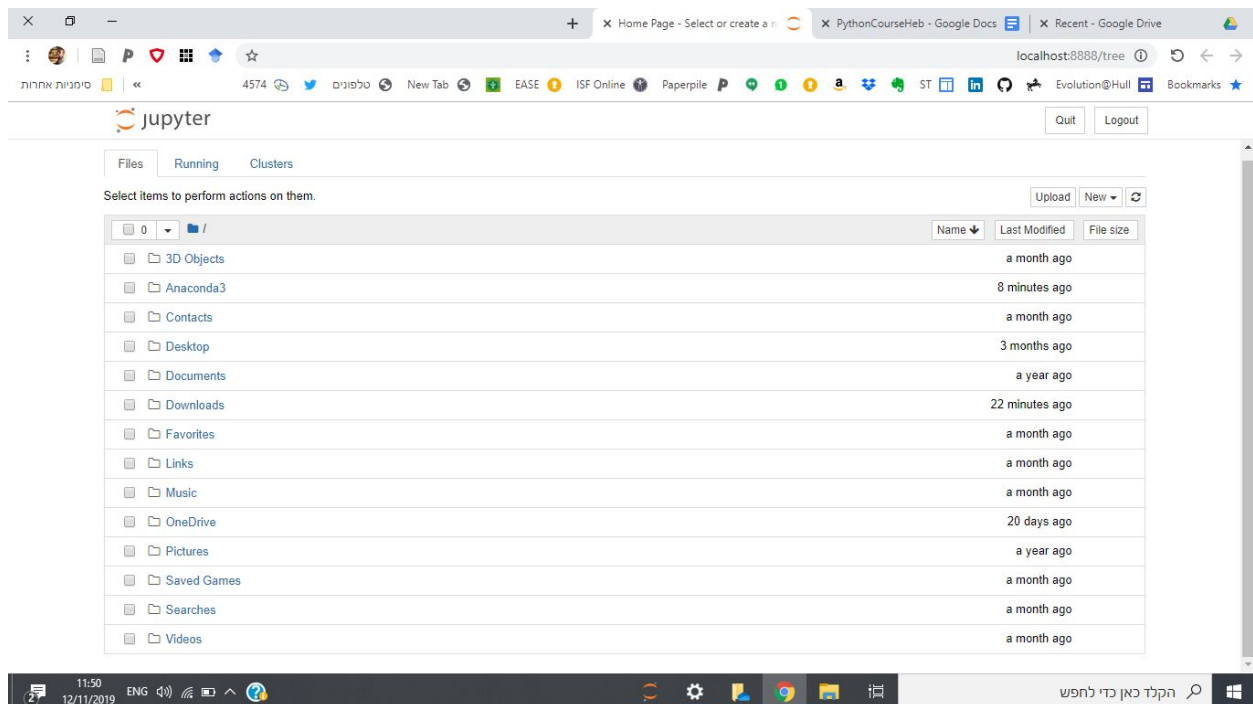 Home Page - Select or create a n
PythonCourseHeb - Google Docs
Recent - Google Drive
localhost:8888/tree
סימניות אחרות
»
4574
טלפונים
New Tab
EASE
ISF Online
Paperpile
ST
Evolution@Hull
Bookmarks
jupyter
Quit
Logout
Files
Running
Clusters
Select items to perform actions on them.
Upload
New
0
/
Name
Last Modified
File size
3D Objects a month ago
Anaconda3 8 minutes ago
Contacts a month ago
Desktop 3 months ago
Documents a year ago
Downloads 22 minutes ago
Favorites a month ago
Links a month ago
Music a month ago
OneDrive 20 days ago
Pictures a year ago
Saved Games a month ago
Searches a month ago
Videos a month ago
2
11:50
12/11/2019
ENG
הקלד כאן כדי לחפש